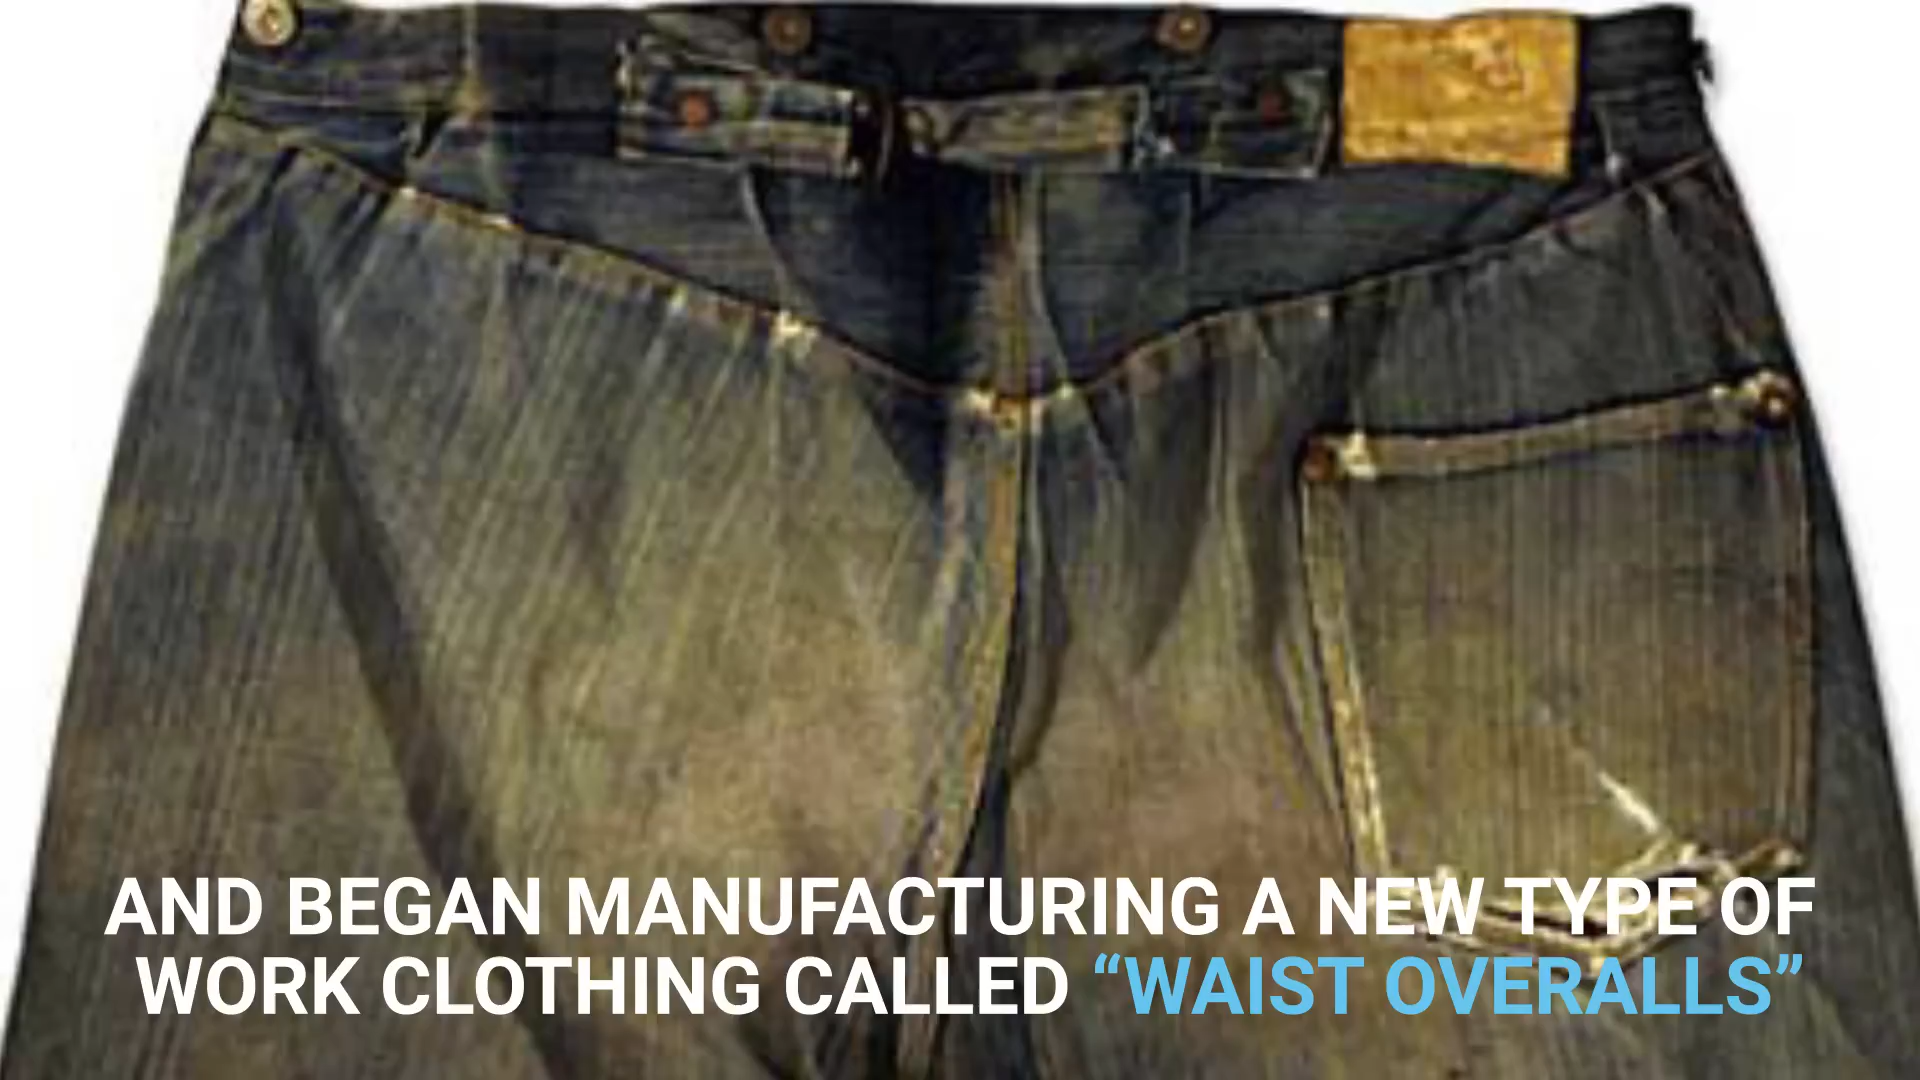 AND BEGAN MANUFACTURING A NEW TYPE OF
WORK CLOTHING CALLED “WAIST OVERALLS”